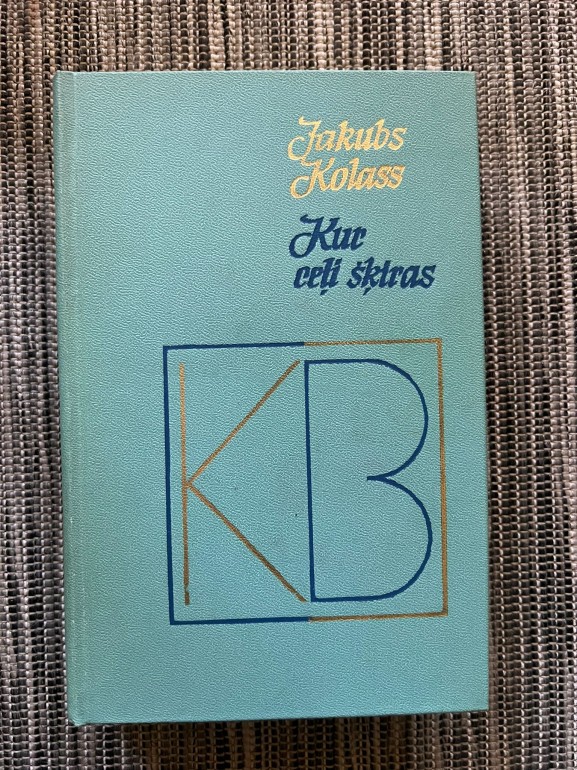 Jakubs
Kolass
Kur
ceļi šķiras
KB